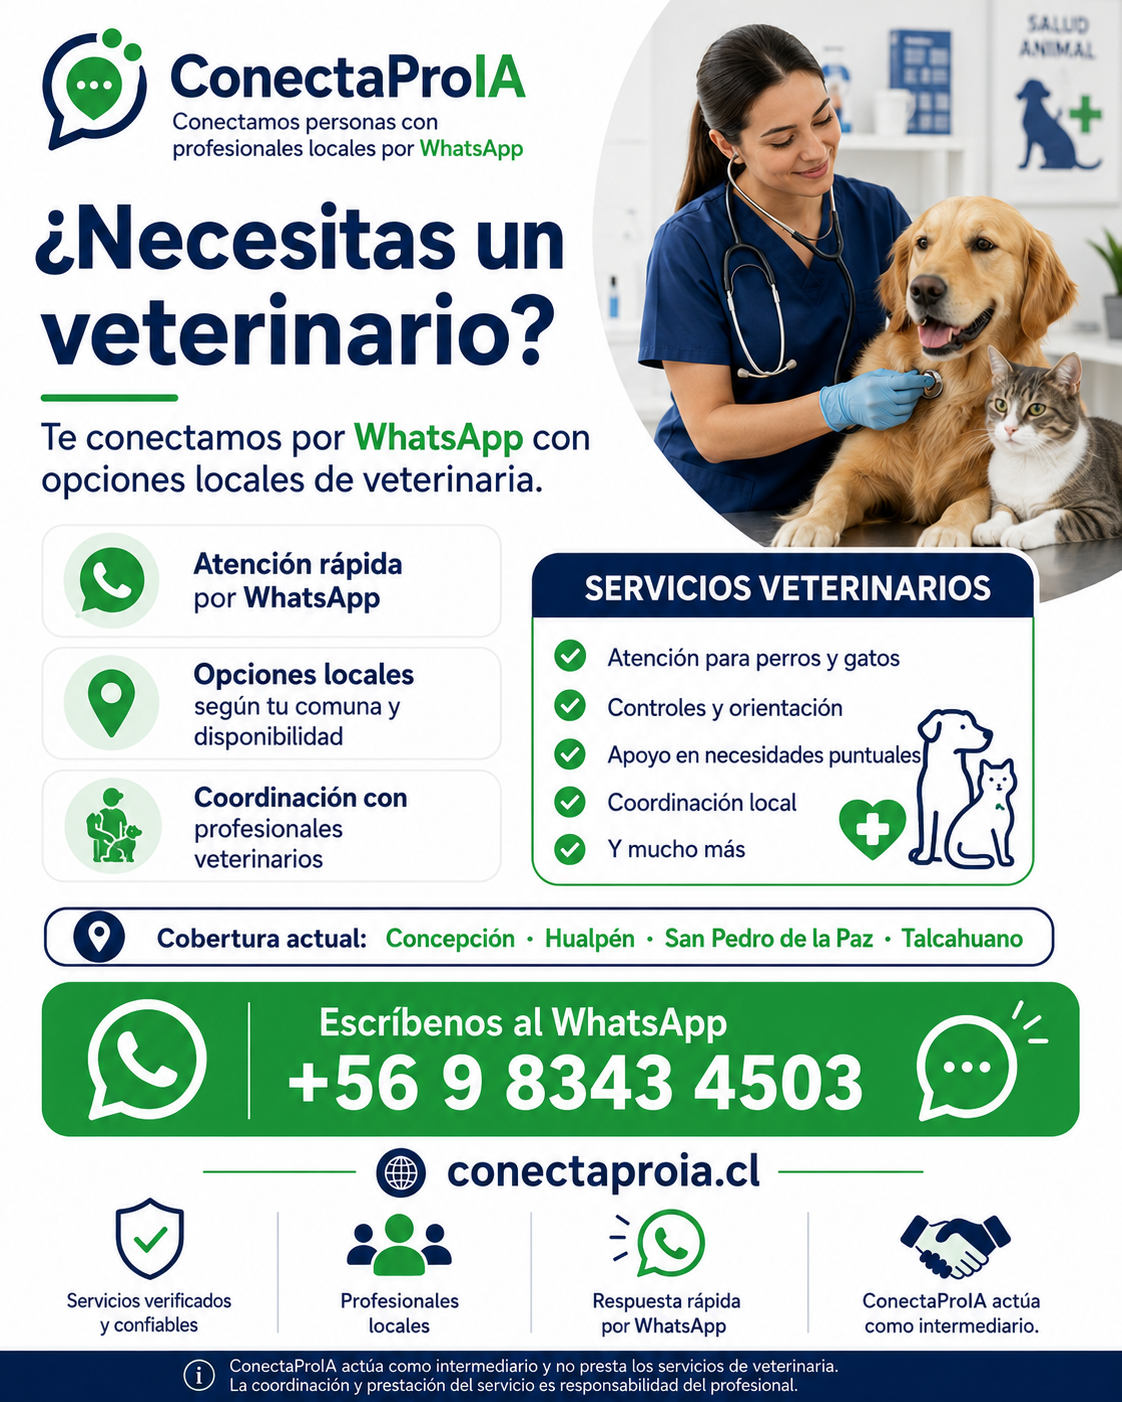 ConectaProIA
Conectamos personas con
profesionales locales por WhatsApp
SALUD
ANIMAL
¿Necesitas un
veterinario?
Te conectamos por WhatsApp con
opciones locales de veterinaria.
Atención rápida
por WhatsApp
Opciones locales
según tu comuna y
disponibilidad
Coordinación con
profesionales
veterinarios
SERVICIOS VETERINARIOS
Atención para perros y gatos
Controles y orientación
Apoyo en necesidades puntuales
Coordinación local
Y mucho más
Cobertura actual: Concepción · Hualpén · San Pedro de la Paz · Talcahuano
Escríbenos al WhatsApp
+56 9 8343 4503
conectaproia.cl
Servicios verificados
y confiables
Profesionales
locales
Respuesta rápida
por WhatsApp
ConectaProIA actúa
como intermediario.
ConectaProIA actúa como intermediario y no presta los servicios de veterinaria.
La coordinación y prestación del servicio es responsabilidad del profesional.